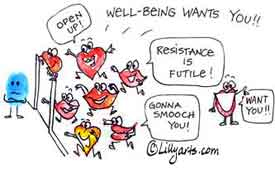 WELL-BEING WANTS YOU!!
OPEN
UP!
RESISTANCE
IS
FUTILE!
GONNA
SMOOCH
YOU!
WANT
YOU!!
©Lillyarts.com